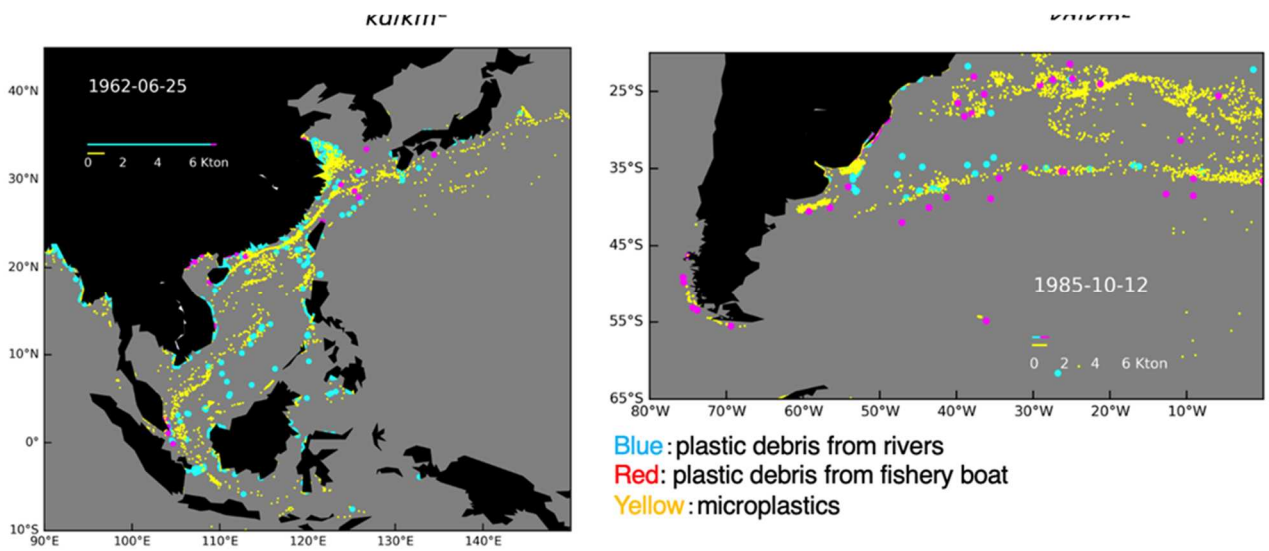 1962-06-25
0 2 4 6 Kton
40°N
30°N
20°N
10°N
0°
10°S
90°E 100°E 110°E 120°E 130°E 140°E
25°S
35°S
45°S
55°S
65°S
1985-10-12
0 2 4 6 Kton
80°W 70°W 60°W 50°W 40°W 30°W 20°W 10°W
Blue : plastic debris from rivers
Red: plastic debris from fishery boat
Yellow : microplastics